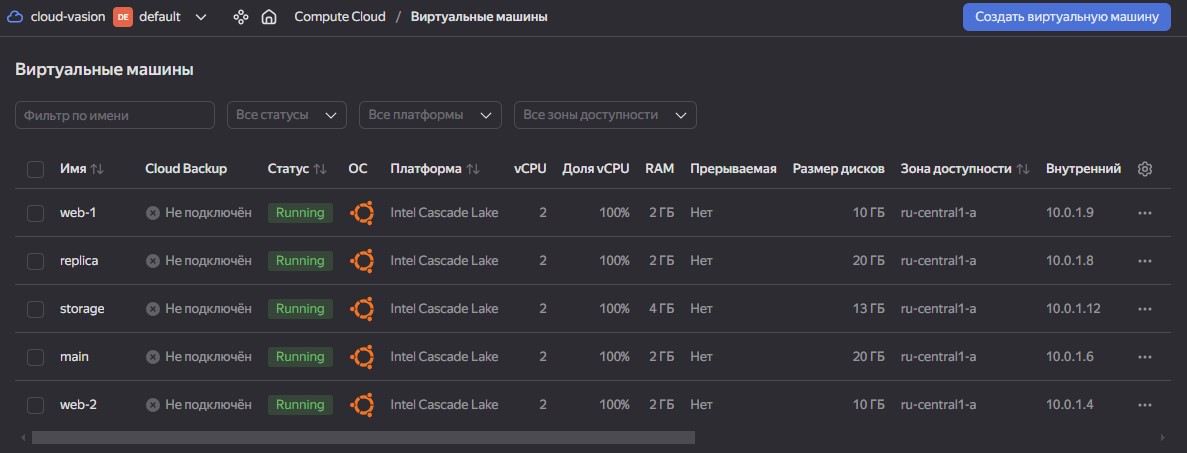 cloud-vasion DE default Compute Cloud / Виртуальные машины Создать виртуальную машину
Виртуальные машины
Фильтр по имени Все статусы Все платформы Все зоны доступности
Имя Cloud Backup Статус ОС Платформа vCPU Доля vCPU RAM Прерываемая Размер дисков Зона доступности Внутренний
web-1 Не подключён Running Intel Cascade Lake 2 100% 2 ГБ Нет 10 ГБ ru-central1-a 10.0.1.9
replica Не подключён Running Intel Cascade Lake 2 100% 2 ГБ Нет 20 ГБ ru-central1-a 10.0.1.8
storage Не подключён Running Intel Cascade Lake 2 100% 4 ГБ Нет 13 ГБ ru-central1-a 10.0.1.12
main Не подключён Running Intel Cascade Lake 2 100% 2 ГБ Нет 20 ГБ ru-central1-a 10.0.1.6
web-2 Не подключён Running Intel Cascade Lake 2 100% 2 ГБ Нет 10 ГБ ru-central1-a 10.0.1.4